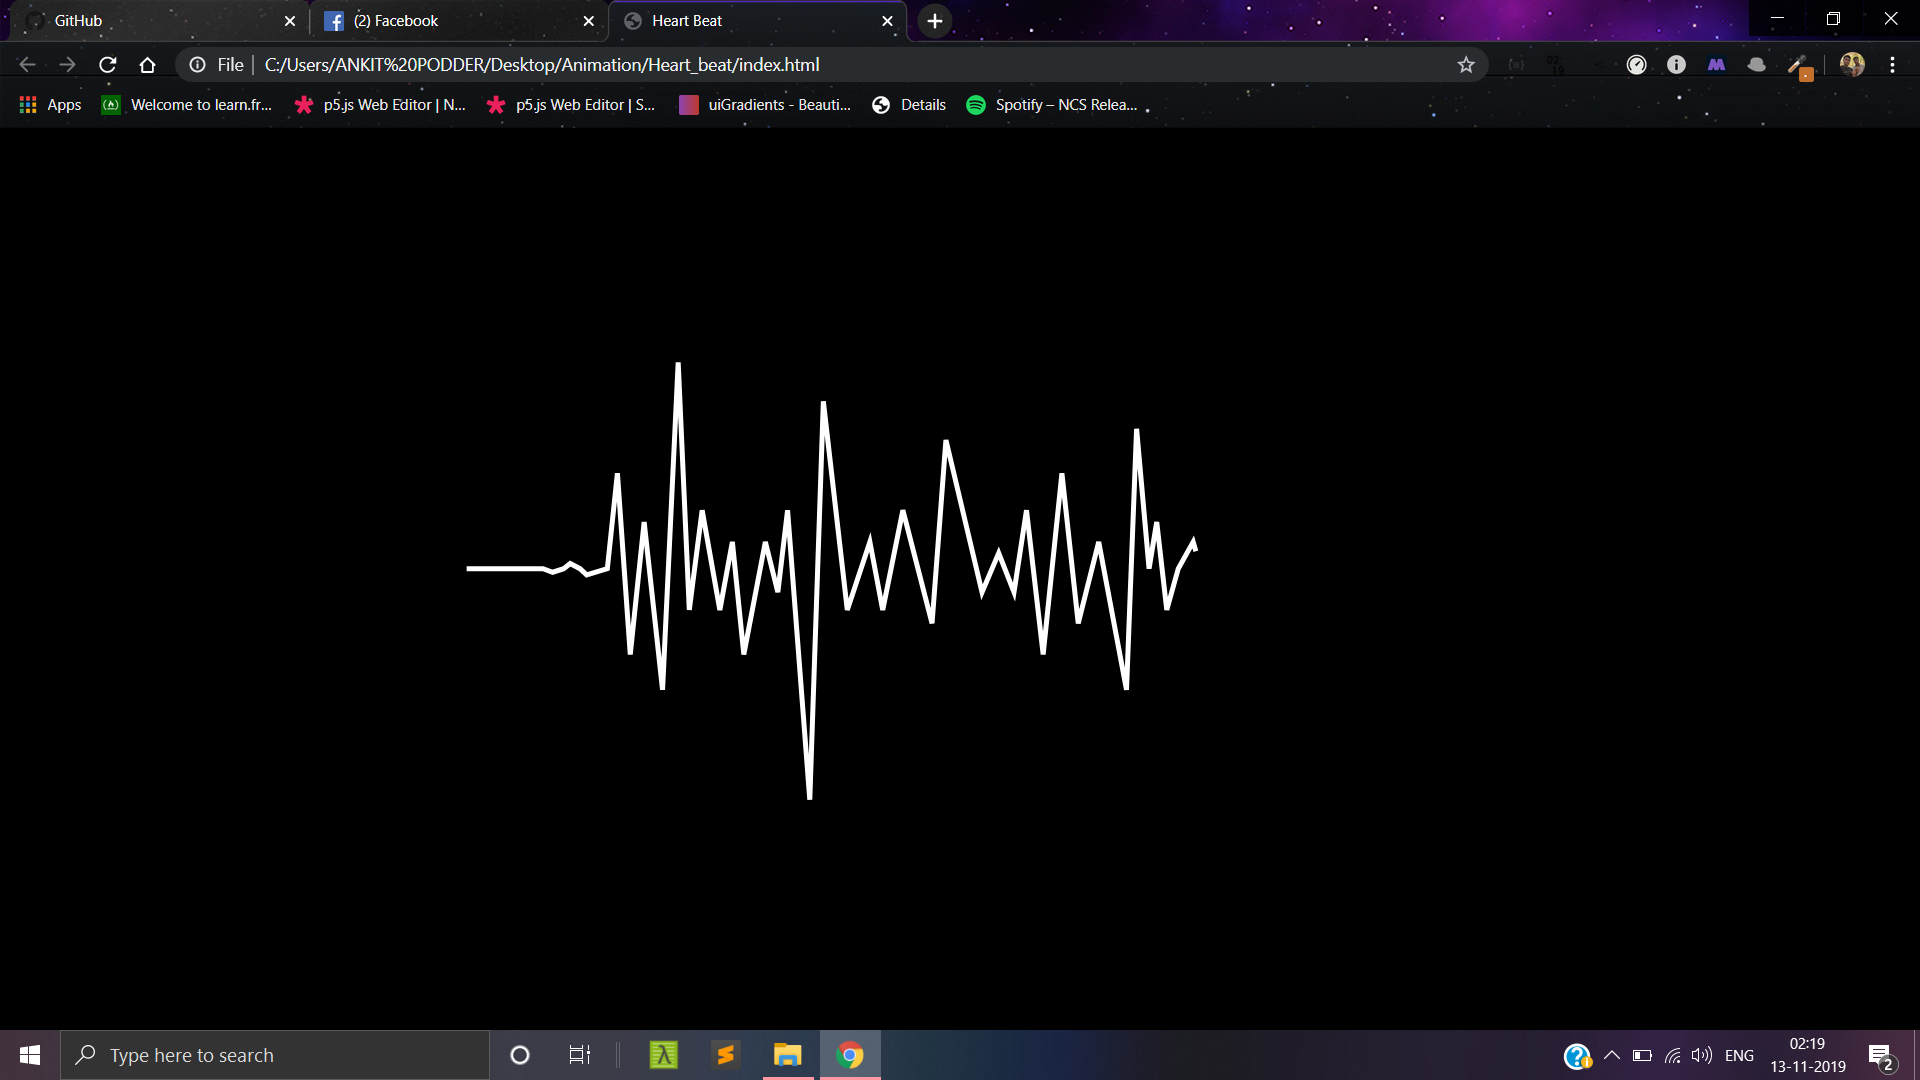 GitHub
(2) Facebook
Heart Beat
File
C:/Users/ANKIT%20PODDER/Desktop/Animation/Heart_beat/index.html
Apps
Welcome to learn.fr...
p5.js Web Editor | N...
p5.js Web Editor | S...
uiGradients - Beauti...
Details
Spotify – NCS Relea...
Type here to search
ENG
02:19
13-11-2019
2